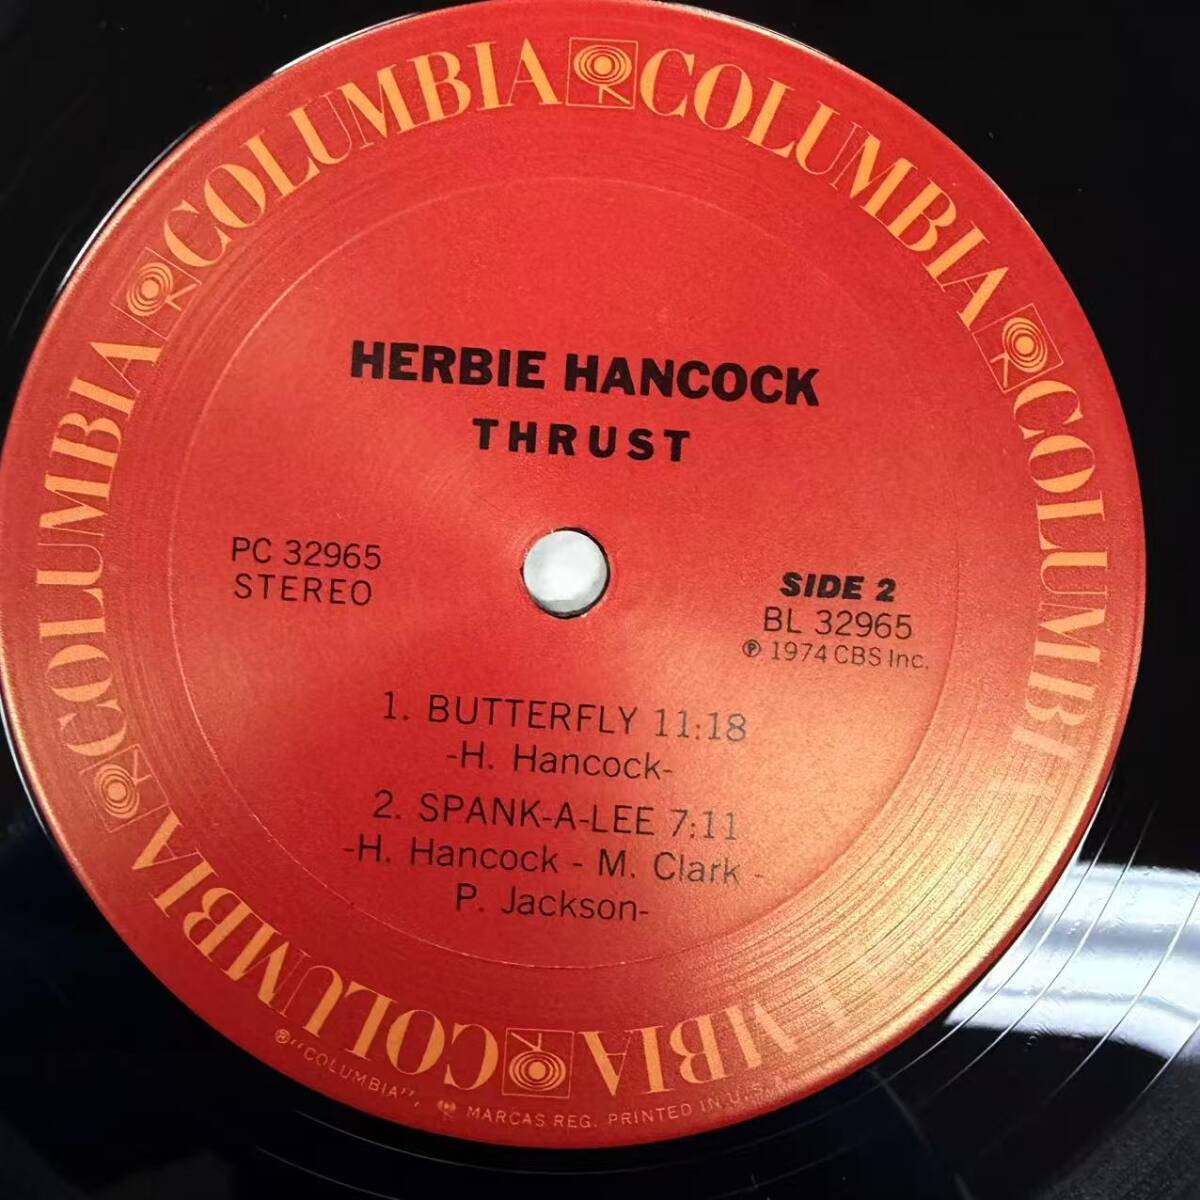 COLUMBIA COLUMBIA COLUMBIA COLUMBIA COLUMBIA COLUMBIA
HERBIE HANCOCK
THRUST
PC 32965
STEREO
SIDE 2
BL 32965
℗ 1974 CBS Inc.
1. BUTTERFLY 11:18
-H. Hancock-
2. SPANK-A-LEE 7:11
-H. Hancock - M. Clark -
P. Jackson-
®"COLUMBIA", MARCAS REG. PRINTED IN U.S.A.